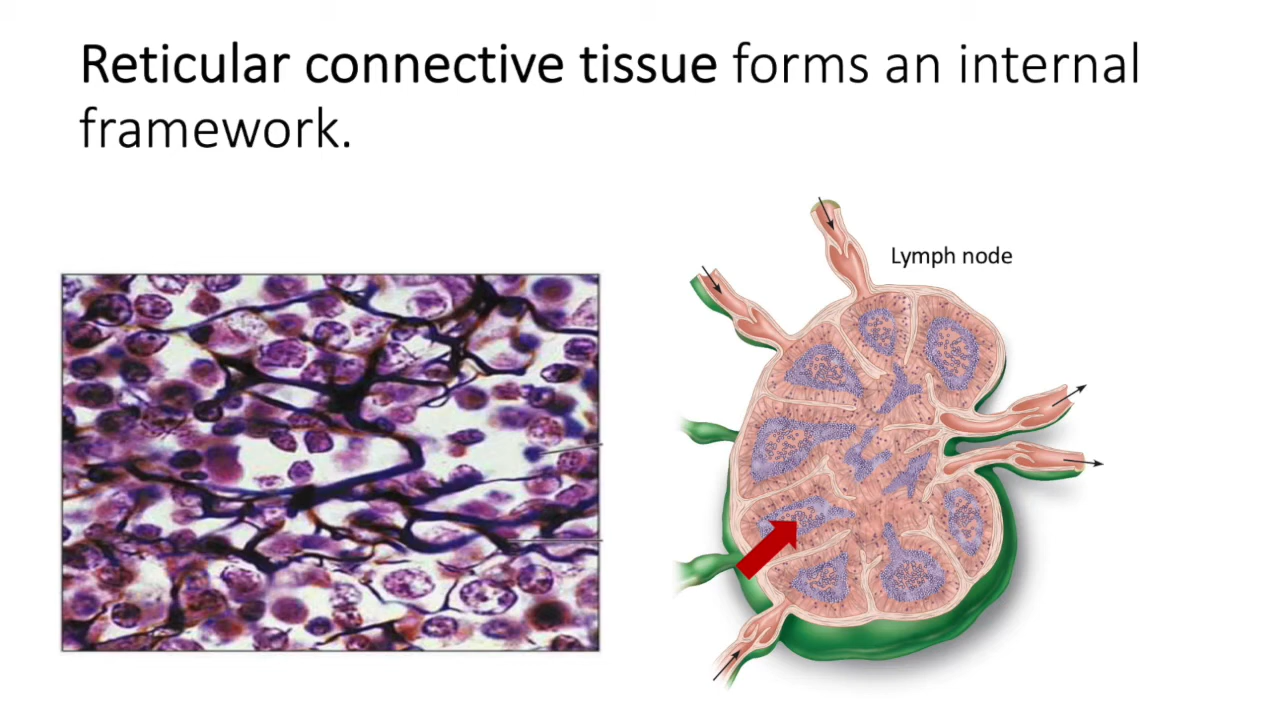 Reticular connective tissue forms an internal
framework.
Lymph node